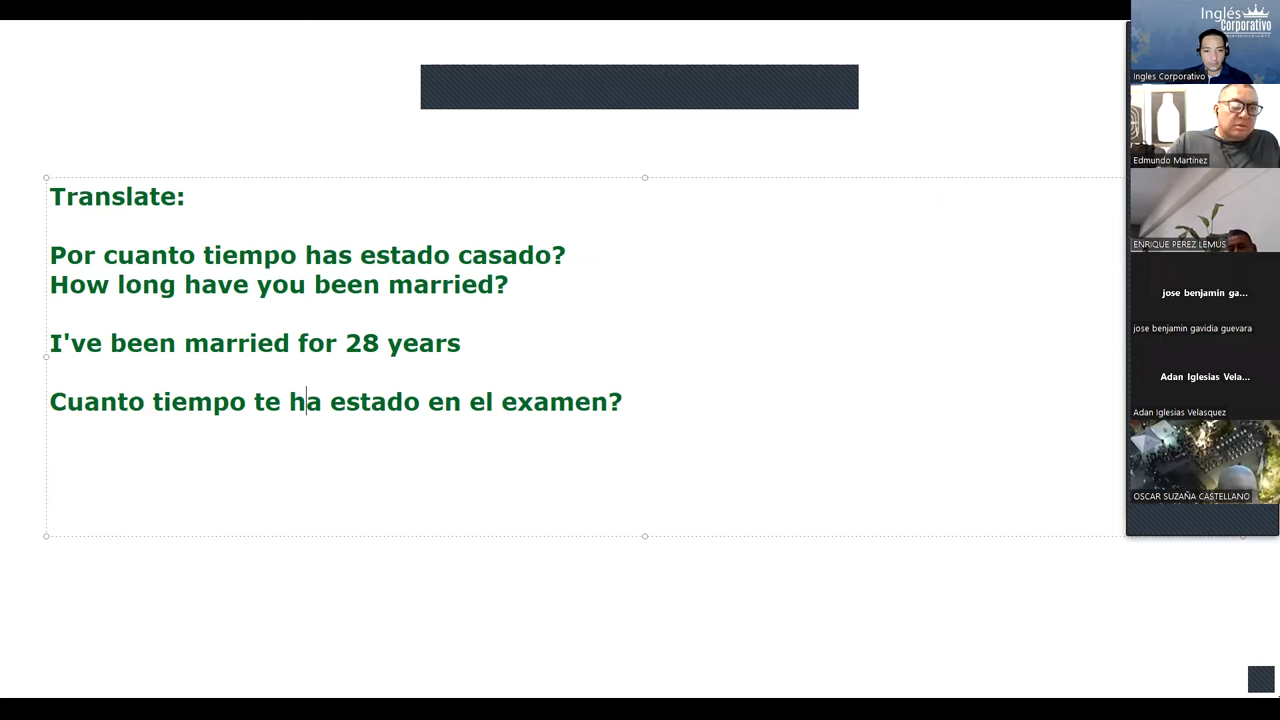 Translate:
Por cuanto tiempo has estado casado?
How long have you been married?
I've been married for 28 years
Cuanto tiempo te ha estado en el examen?
Inglés
Corporativo
Ingles Corporativo
Edmundo Martínez
ENRIQUE PEREZ LEMUS
jose benjamin ga...
jose benjamin gavidia guevara
Adan Iglesias Vela...
Adan Iglesias Velasquez
OSCAR SUZAÑA CASTELLANO